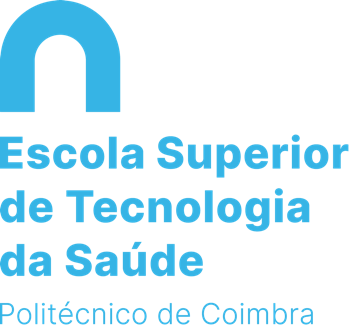 Escola Superior
de Tecnologia
da Saúde
Politécnico de Coimbra